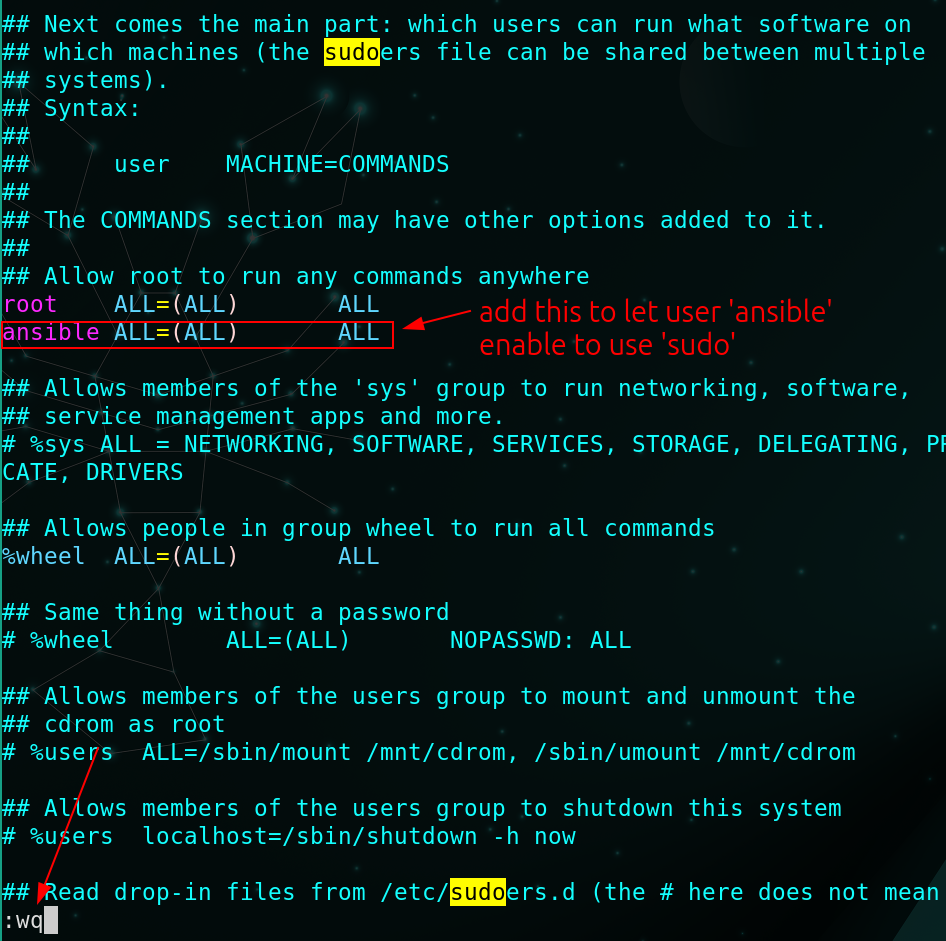 ## Next comes the main part: which users can run what software on
## which machines (the sudoers file can be shared between multiple
## systems).
## Syntax:
##
##      user    MACHINE=COMMANDS
##
## The COMMANDS section may have other options added to it.
##
## Allow root to run any commands anywhere
root    ALL=(ALL)       ALL
ansible ALL=(ALL)       ALL
add this to let user 'ansible'
enable to use 'sudo'
## Allows members of the 'sys' group to run networking, software,
## service management apps and more.
# %sys ALL = NETWORKING, SOFTWARE, SERVICES, STORAGE, DELEGATING, PR
CATE, DRIVERS
## Allows people in group wheel to run all commands
%wheel  ALL=(ALL)       ALL
## Same thing without a password
# %wheel        ALL=(ALL)       NOPASSWD: ALL
## Allows members of the users group to mount and unmount the
## cdrom as root
# %users  ALL=/sbin/mount /mnt/cdrom, /sbin/umount /mnt/cdrom
## Allows members of the users group to shutdown this system
# %users  localhost=/sbin/shutdown -h now
## Read drop-in files from /etc/sudoers.d (the # here does not mean
:wq